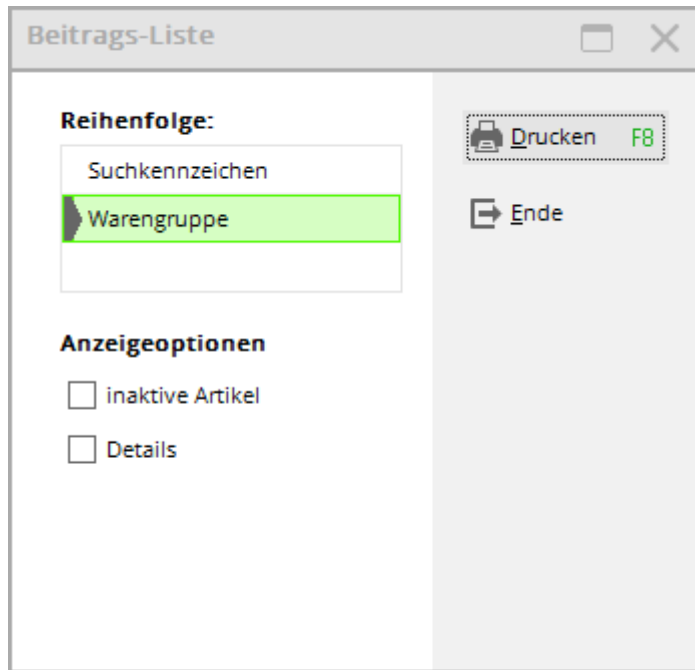 Beitrags-Liste
Reihenfolge:
Suchkennzeichen
Warengruppe
Anzeigeoptionen
inaktive Artikel
Details
Drucken F8
Ende